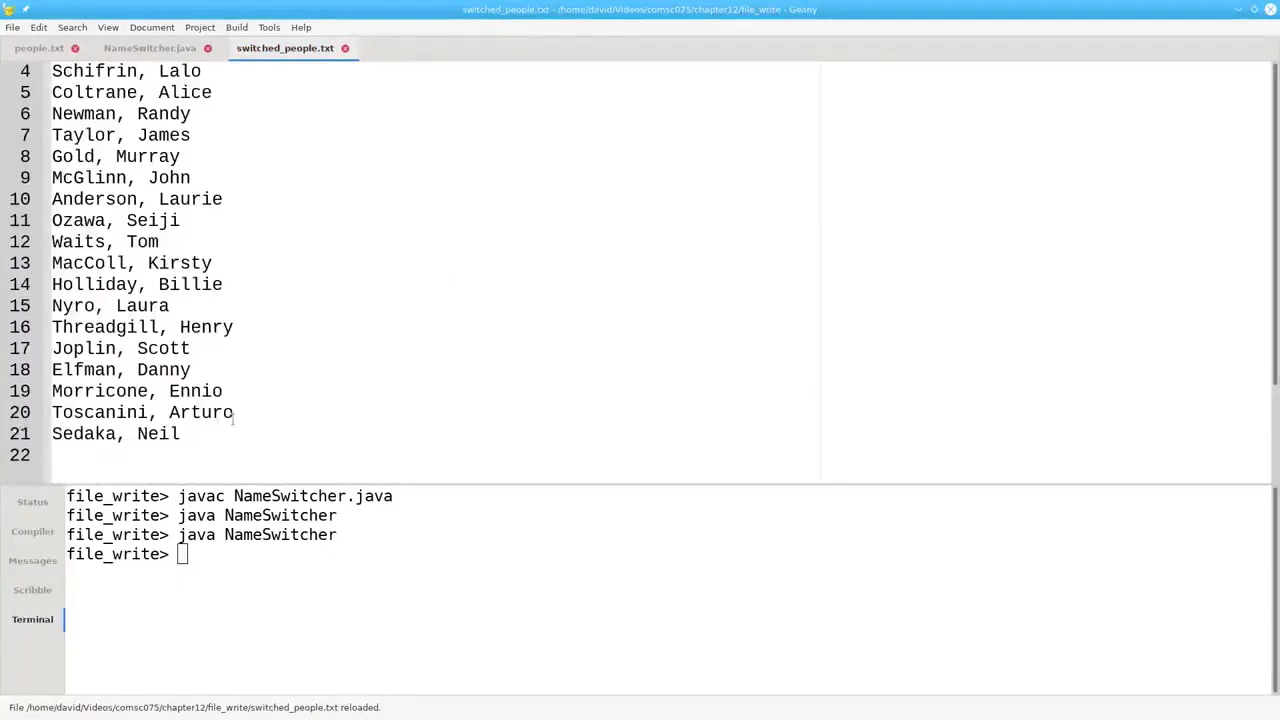 switched_people.txt - /home/david/Videos/comsc075/chapter12/file_write - Geany
File Edit Search View Document Project Build Tools Help
people.txt NameSwitcher.java switched_people.txt
4 Schifrin, Lalo
5 Coltrane, Alice
6 Newman, Randy
7 Taylor, James
8 Gold, Murray
9 McGlinn, John
10 Anderson, Laurie
11 Ozawa, Seiji
12 Waits, Tom
13 MacColl, Kirsty
14 Holliday, Billie
15 Nyro, Laura
16 Threadgill, Henry
17 Joplin, Scott
18 Elfman, Danny
19 Morricone, Ennio
20 Toscanini, Arturo
21 Sedaka, Neil
22
Status
Compiler
Messages
Scribble
Terminal
file_write> javac NameSwitcher.java
file_write> java NameSwitcher
file_write> java NameSwitcher
file_write>
File /home/david/Videos/comsc075/chapter12/file_write/switched_people.txt reloaded.